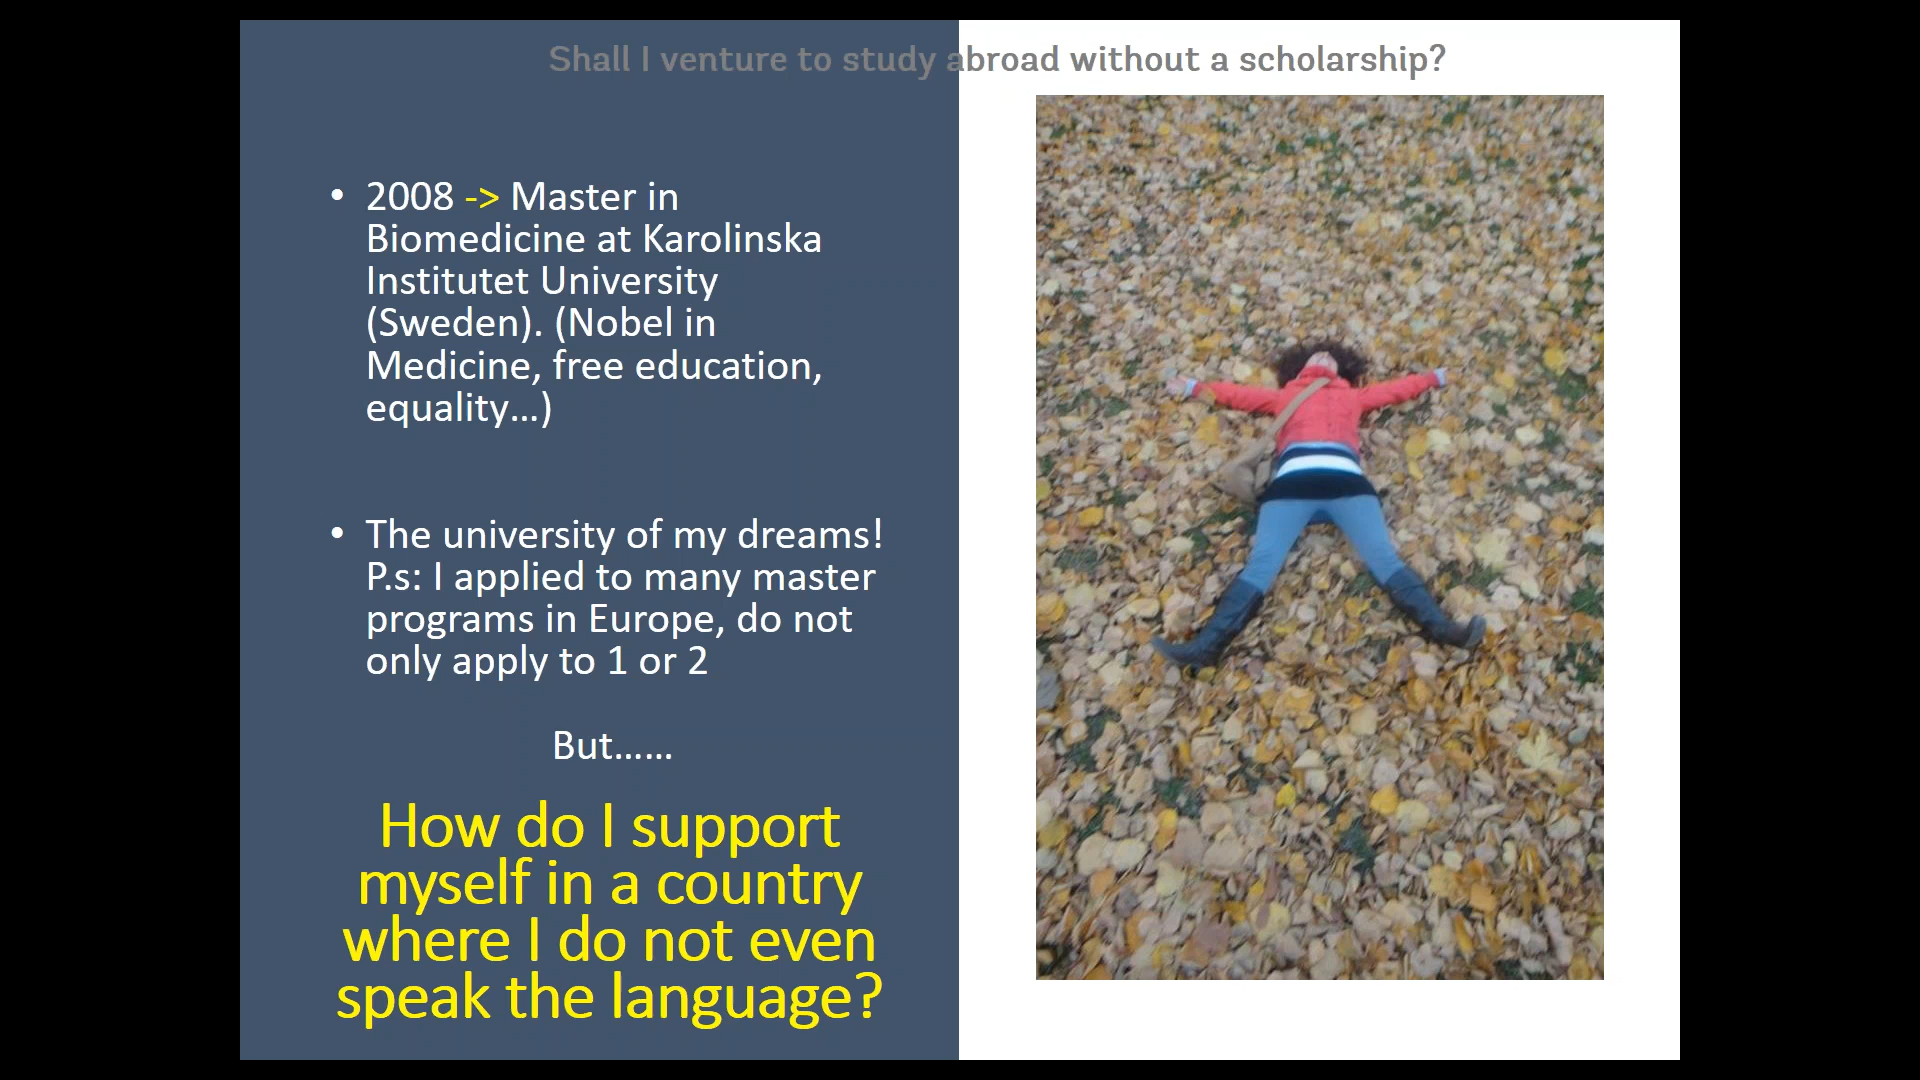 Shall I venture to study abroad without a scholarship?
• 2008 -> Master in
Biomedicine at Karolinska
Institutet University
(Sweden). (Nobel in
Medicine, free education,
equality...)
• The university of my dreams!
P.s: I applied to many master
programs in Europe, do not
only apply to 1 or 2
But......
How do I support
myself in a country
where I do not even
speak the language?